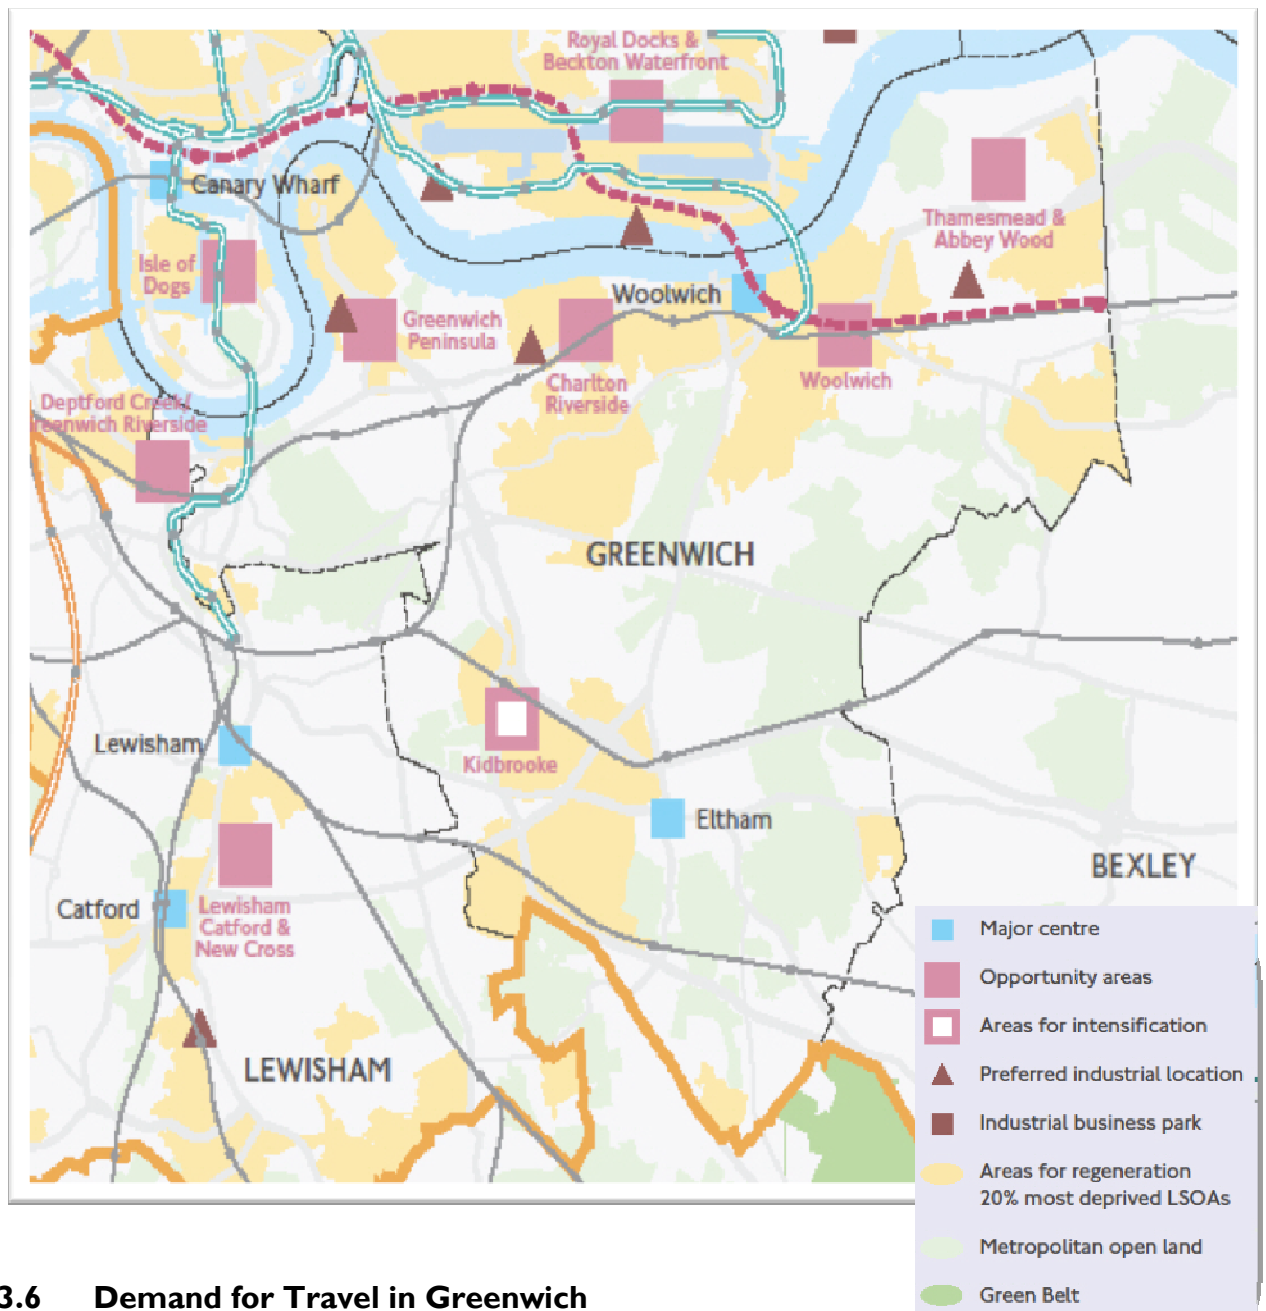 Royal Docks &
Beckton Waterfront
Canary Wharf
Thamesmead &
Abbey Wood
Isle of
Dogs
Woolwich
Greenwich
Peninsula
Charlton
Riverside
Woolwich
Deptford Creek/
reenwich Riverside
GREENWICH
Lewisham
Kidbrooke
Eltham
BEXLEY
Catford
Lewisham
Catford &
New Cross
LEWISHAM
Major centre
Opportunity areas
Areas for intensification
Preferred industrial location
Industrial business park
Areas for regeneration
20% most deprived LSOAs
Metropolitan open land
Green Belt
3.6 Demand for Travel in Greenwich